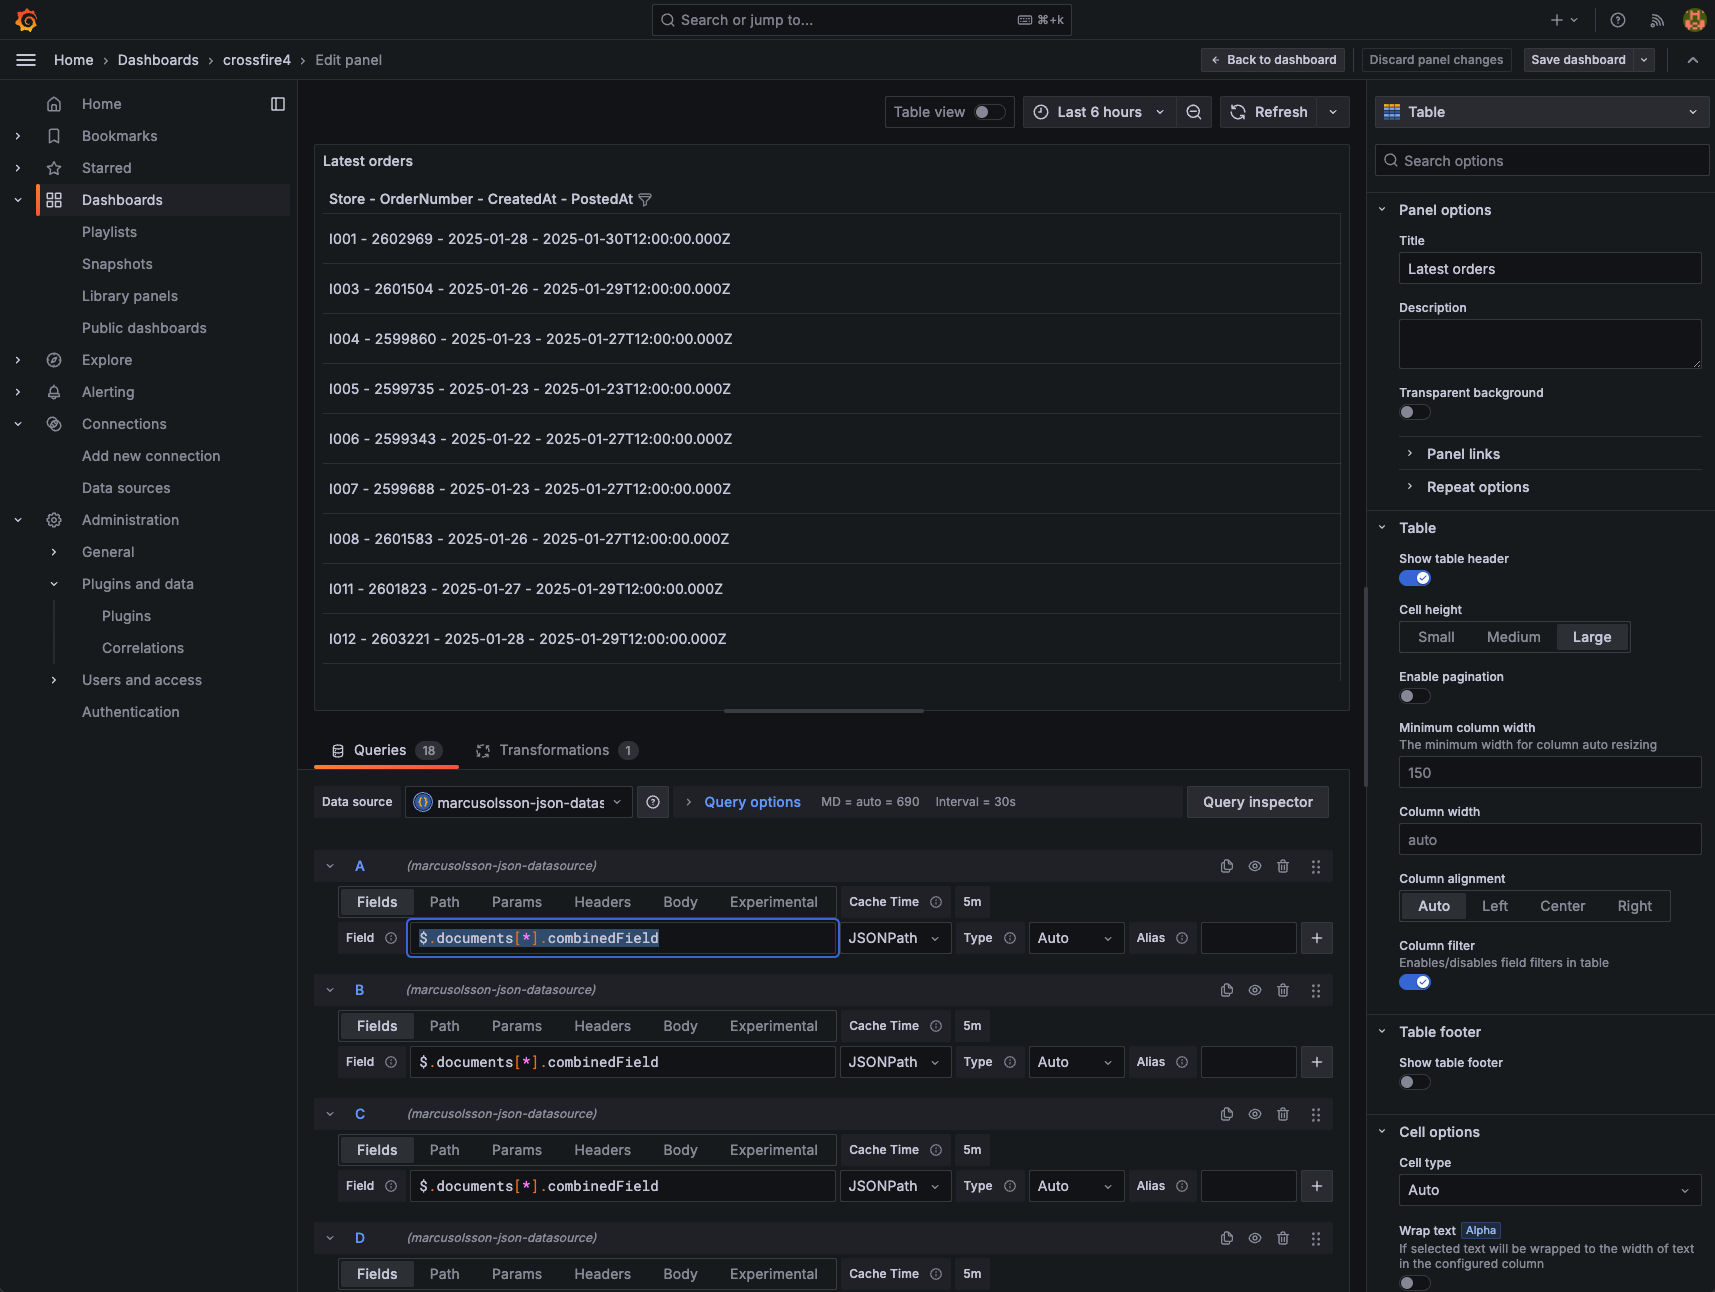 Search or jump to...
⌘+k
Home
Dashboards
crossfire4
Edit panel
Back to dashboard
Discard panel changes
Save dashboard
Home
Bookmarks
Starred
Dashboards
Playlists
Snapshots
Library panels
Public dashboards
Explore
Alerting
Connections
Add new connection
Data sources
Administration
General
Plugins and data
Plugins
Correlations
Users and access
Authentication
Table view
Last 6 hours
Refresh
Latest orders
Store - OrderNumber - CreatedAt - PostedAt
I001 - 2602969 - 2025-01-28 - 2025-01-30T12:00:00.000Z
I003 - 2601504 - 2025-01-26 - 2025-01-29T12:00:00.000Z
I004 - 2599860 - 2025-01-23 - 2025-01-27T12:00:00.000Z
I005 - 2599735 - 2025-01-23 - 2025-01-23T12:00:00.000Z
I006 - 2599343 - 2025-01-22 - 2025-01-27T12:00:00.000Z
I007 - 2599688 - 2025-01-23 - 2025-01-27T12:00:00.000Z
I008 - 2601583 - 2025-01-26 - 2025-01-27T12:00:00.000Z
I011 - 2601823 - 2025-01-27 - 2025-01-29T12:00:00.000Z
I012 - 2603221 - 2025-01-28 - 2025-01-29T12:00:00.000Z
Queries 18
Transformations 1
Data source
marcusolsson-json-datas
Query options
MD = auto = 690
Interval = 30s
Query inspector
A
(marcusolsson-json-datasource)
Fields Path Params Headers Body Experimental Cache Time 5m
Field $.documents[*].combinedField JSONPath Type Auto Alias +
B
(marcusolsson-json-datasource)
Fields Path Params Headers Body Experimental Cache Time 5m
Field $.documents[*].combinedField JSONPath Type Auto Alias +
C
(marcusolsson-json-datasource)
Fields Path Params Headers Body Experimental Cache Time 5m
Field $.documents[*].combinedField JSONPath Type Auto Alias +
D
(marcusolsson-json-datasource)
Fields Path Params Headers Body Experimental Cache Time 5m
Table
Search options
Panel options
Title
Latest orders
Description
Transparent background
Panel links
Repeat options
Table
Show table header
Cell height
Small Medium Large
Enable pagination
Minimum column width
The minimum width for column auto resizing
150
Column width
auto
Column alignment
Auto Left Center Right
Column filter
Enables/disables field filters in table
Table footer
Show table footer
Cell options
Cell type
Auto
Wrap text Alpha
If selected text will be wrapped to the width of text
in the configured column